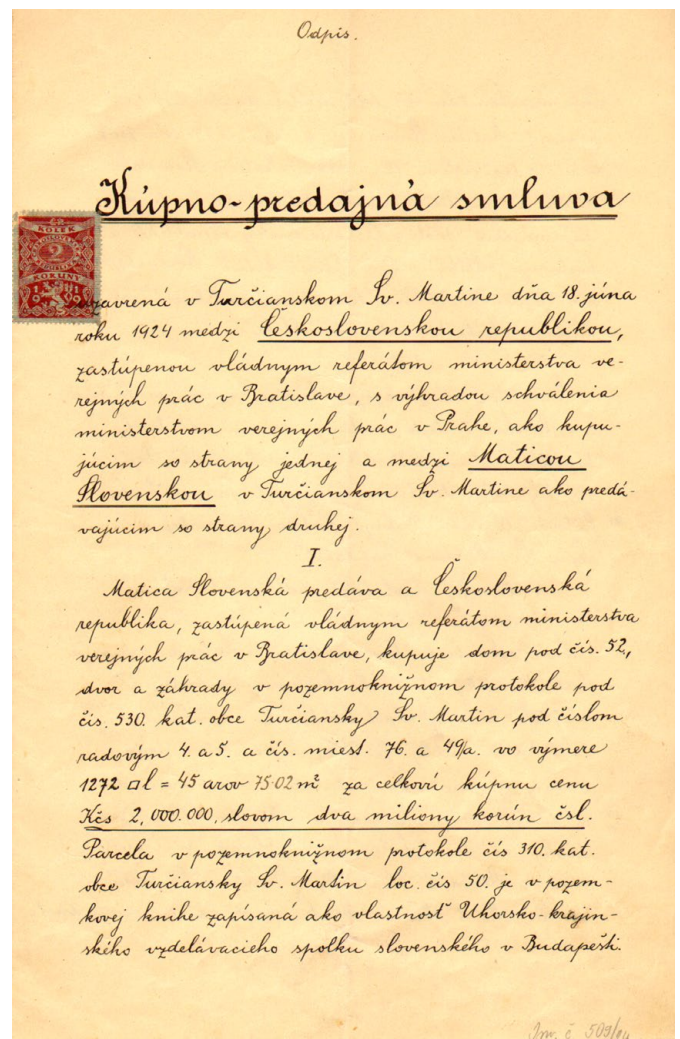 Odpis.
Kúpno-predajná smluva
KOLEK
2
KORUNY
uzavrená v Turčianskom Sv. Martine dňa 18. júna
roku 1924 medzi Československou republikou,
zastúpenou vládnym referátom ministerstva ve-
rejných prác v Bratislave, s výhradou schválenia
ministerstvom verejných prác v Prahe, ako kupu-
júcim so strany jednej a medzi Maticou
Slovenskou v Turčianskom Sv. Martine ako predá-
vajúcim so strany druhej.
I.
Matica Slovenská predáva a Československá
republika, zastúpená vládnym referátom ministerstva
verejných prác v Bratislave, kupuje dom pod čís. 52,
dvor a záhrady v pozemnoknižnom protokole pod
čís. 530. kat. obce Turčiansky Sv. Martin pod číslom
radovým 4. a 5. a čís. miest. 76. a 49/a. vo výmere
1272 □l = 45 arov 75·02 m² za celkovú kúpnu cenu
Kčs 2,000.000, slovom dva miliony korún čsl.
Parcela v pozemnoknižnom protokole čís 310. kat.
obce Turčiansky Sv. Martin loc. čís 50. je v pozem-
kovej knihe zapísaná ako vlastnosť Uhorsko-krajin-
ského vzdelávacieho spolku slovenského v Budapešti.
Inv. č. 509/